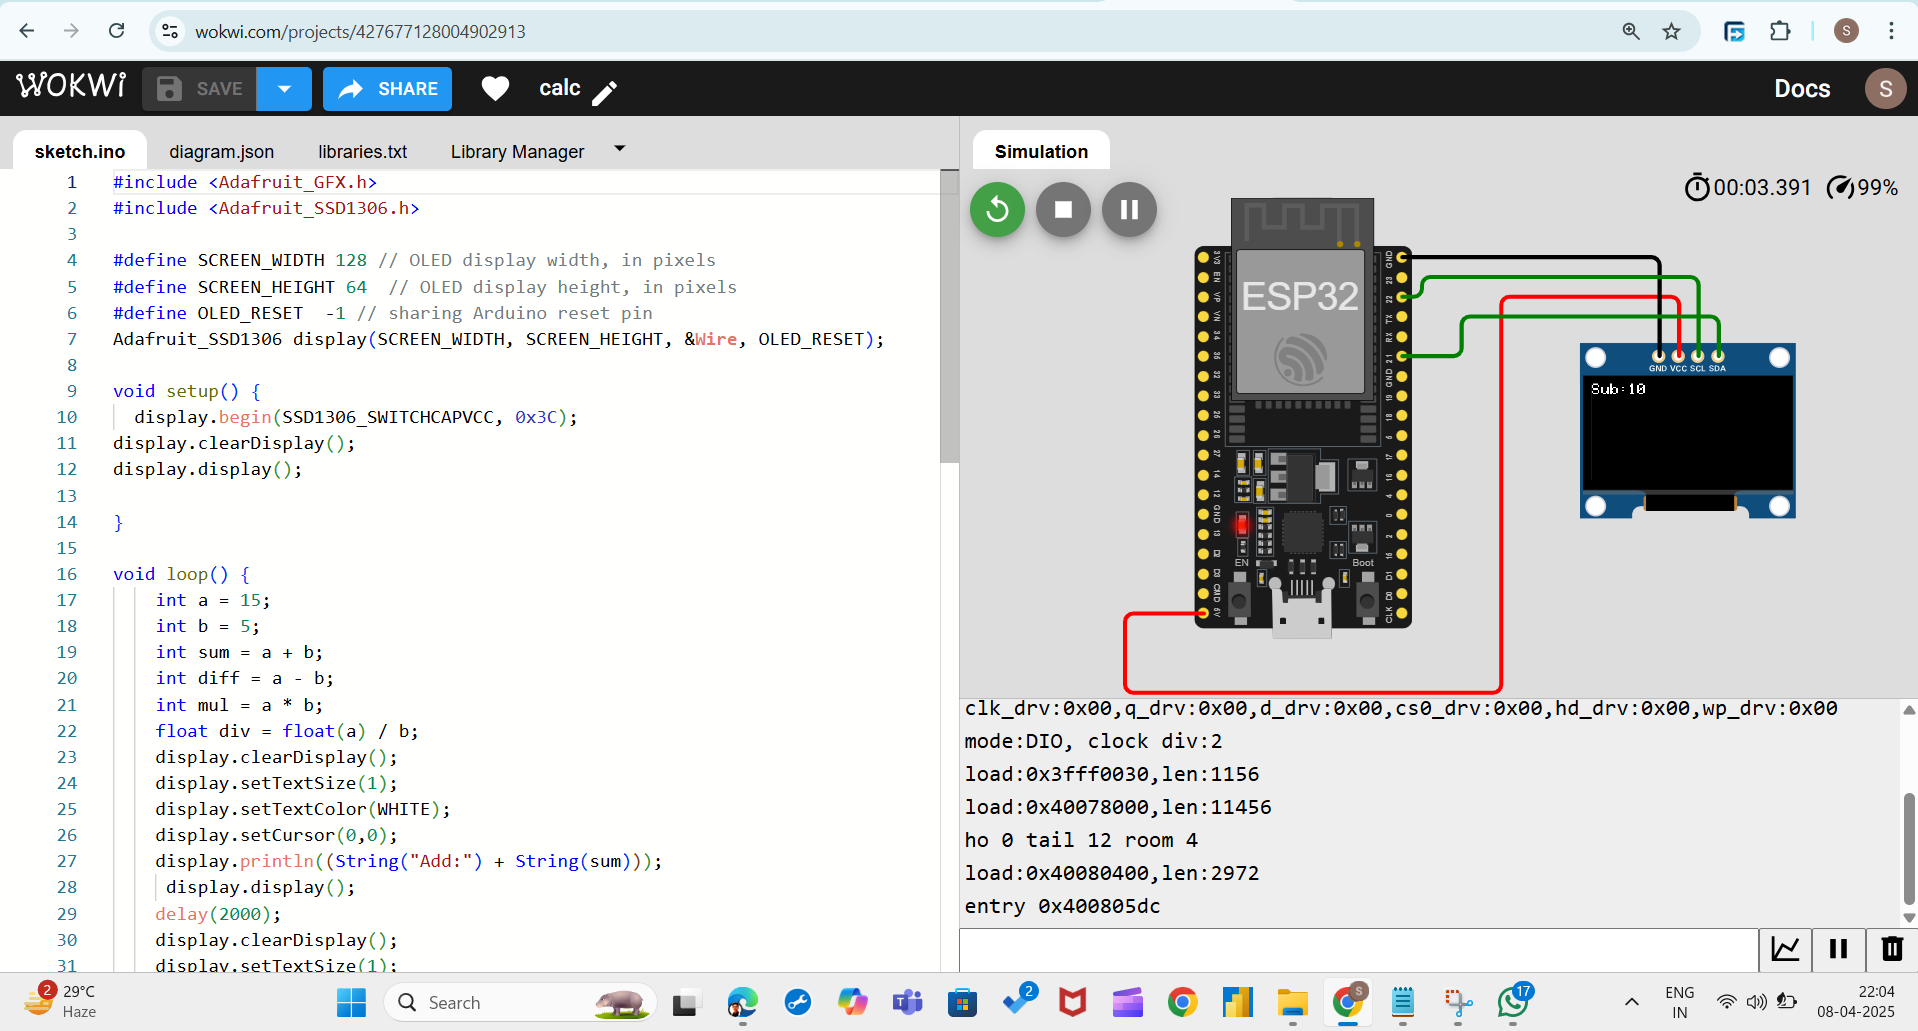 wokwi.com/projects/427677128004902913
S
WOKWi
SAVE
SHARE
calc
Docs
S
sketch.ino
diagram.json
libraries.txt
Library Manager
Simulation
1 #include <Adafruit_GFX.h>
2 #include <Adafruit_SSD1306.h>
3
4 #define SCREEN_WIDTH 128 // OLED display width, in pixels
5 #define SCREEN_HEIGHT 64  // OLED display height, in pixels
6 #define OLED_RESET  -1 // sharing Arduino reset pin
7 Adafruit_SSD1306 display(SCREEN_WIDTH, SCREEN_HEIGHT, &Wire, OLED_RESET);
8
9 void setup() {
10   display.begin(SSD1306_SWITCHCAPVCC, 0x3C);
11 display.clearDisplay();
12 display.display();
13
14 }
15
16 void loop() {
17     int a = 15;
18     int b = 5;
19     int sum = a + b;
20     int diff = a - b;
21     int mul = a * b;
22     float div = float(a) / b;
23     display.clearDisplay();
24     display.setTextSize(1);
25     display.setTextColor(WHITE);
26     display.setCursor(0,0);
27     display.println((String("Add:") + String(sum)));
28      display.display();
29     delay(2000);
30     display.clearDisplay();
31     display.setTextSize(1);
00:03.391
99%
ESP32
EN
Boot
GND VCC SCL SDA
Sub:10
clk_drv:0x00,q_drv:0x00,d_drv:0x00,cs0_drv:0x00,hd_drv:0x00,wp_drv:0x00
mode:DIO, clock div:2
load:0x3fff0030,len:1156
load:0x40078000,len:11456
ho 0 tail 12 room 4
load:0x40080400,len:2972
entry 0x400805dc
2
29°C
Haze
Search
2
S
17
ENG
IN
22:04
08-04-2025